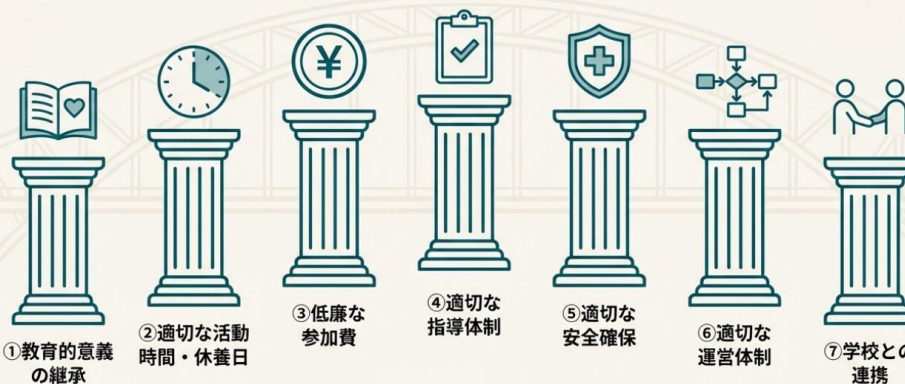 ①教育的意義
の継承
②適切な活動
時間・休養日
③低廉な
参加費
④適切な
指導体制
⑤適切な
安全確保
⑥適切な
運営体制
⑦学校との
連携
¥